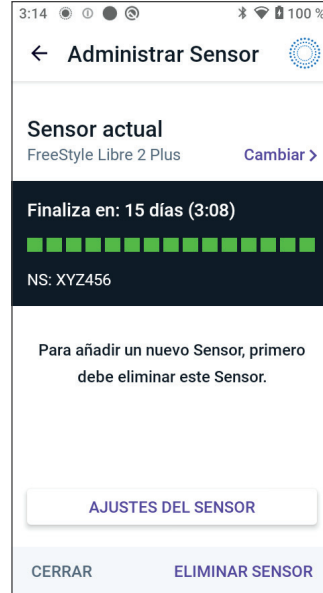 3:14 100 %
Administrar Sensor
Sensor actual
FreeStyle Libre 2 Plus Cambiar >
Finaliza en: 15 días (3:08)
NS: XYZ456
Para añadir un nuevo Sensor, primero
debe eliminar este Sensor.
AJUSTES DEL SENSOR
CERRAR ELIMINAR SENSOR